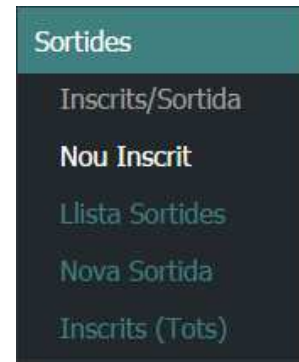 Sortides
Inscrits/Sortida
Nou Inscrit
Llista Sortides
Nova Sortida
Inscrits (Tots)